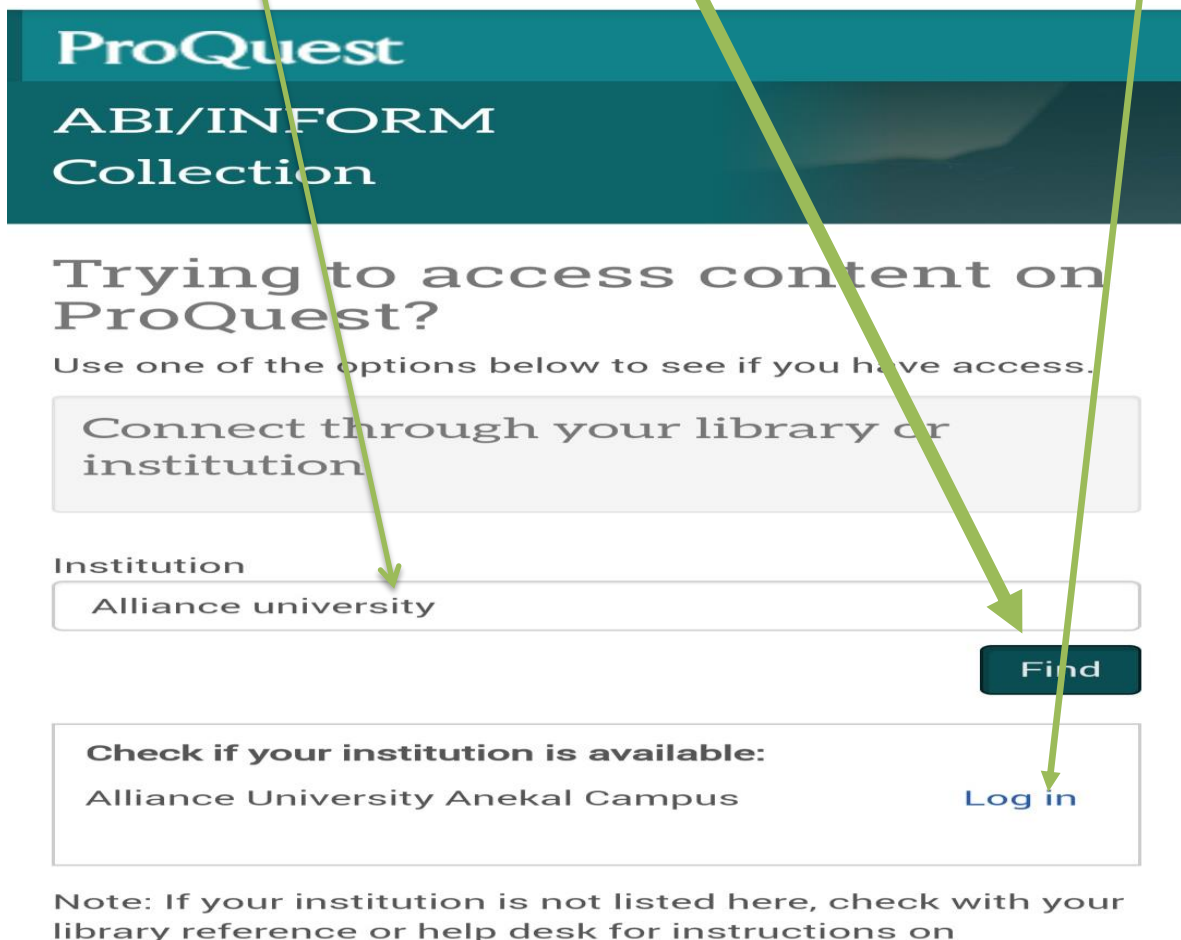 ProQuest
ABI/INFORM
Collection
Trying to access content on
ProQuest?
Use one of the options below to see if you have access.
Connect through your library or
institution
Institution
Alliance university
Find
Check if your institution is available:
Alliance University Anekal Campus Log in
Note: If your institution is not listed here, check with your
library reference or help desk for instructions on